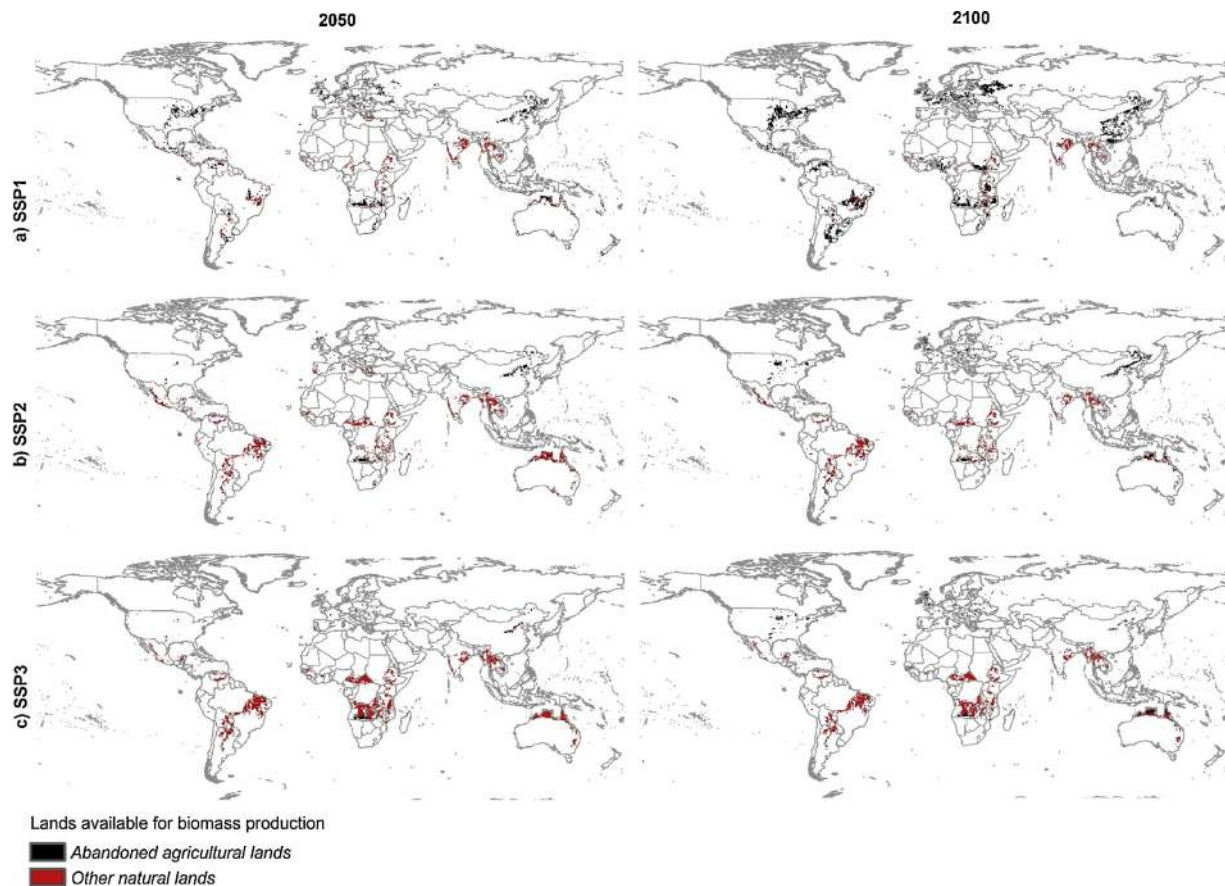 2050
2100
a) SSP1
b) SSP2
c) SSP3
Lands available for biomass production
Abandoned agricultural lands
Other natural lands